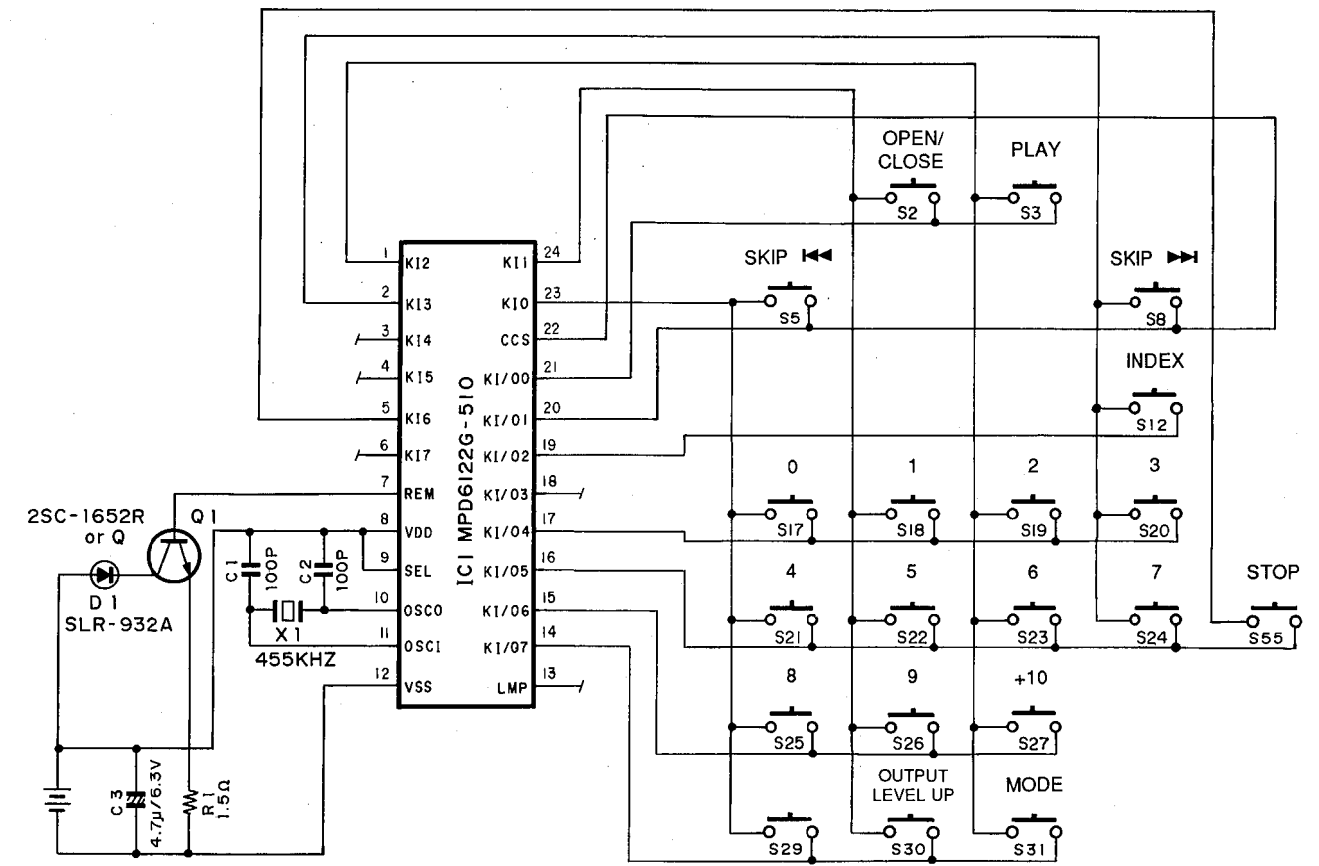 OPEN/
CLOSE
PLAY
S2
S3
SKIP
SKIP
S5
S8
INDEX
S12
1 KI2
2 KI3
3 KI4
4 KI5
5 KI6
6 KI7
7 REM
8 VDD
9 SEL
10 OSCO
11 OSCI
12 VSS
IC1 MPD6122G-510
KI1 24
KI0 23
CCS 22
KI/00 21
KI/01 20
KI/02 19
KI/03 18
KI/04 17
KI/05 16
KI/06 15
KI/07 14
LMP 13
0 1 2 3
S17 S18 S19 S20
4 5 6 7 STOP
S21 S22 S23 S24 S55
8 9 +10
S25 S26 S27
OUTPUT
LEVEL UP
MODE
S29 S30 S31
2SC-1652R
or Q
Q1
D1
SLR-932A
C1
100P
C2
100P
X1
455KHZ
C3
4.7μ/6.3V
R1
1.5Ω